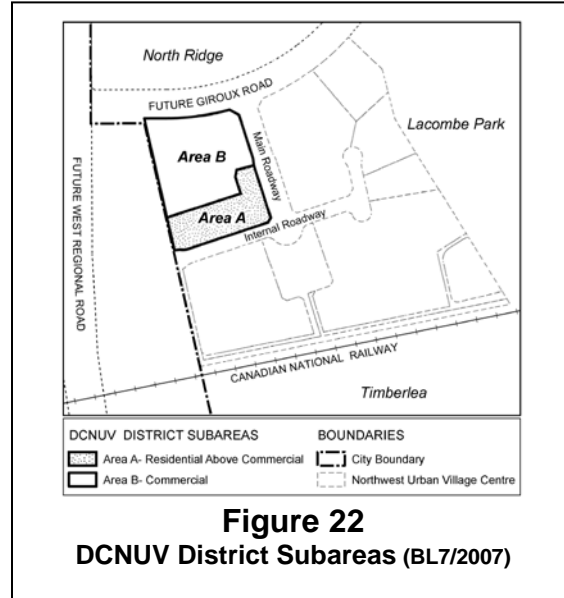 North Ridge
FUTURE GIROUX ROAD
Lacombe Park
Main Roadway
Area B
FUTURE WEST REGIONAL ROAD
Area A
Internal Roadway
CANADIAN NATIONAL RAILWAY
Timberlea
DCNUV DISTRICT SUBAREAS
Area A- Residential Above Commercial
Area B- Commercial
BOUNDARIES
City Boundary
Northwest Urban Village Centre
Figure 22
DCNUV District Subareas (BL7/2007)